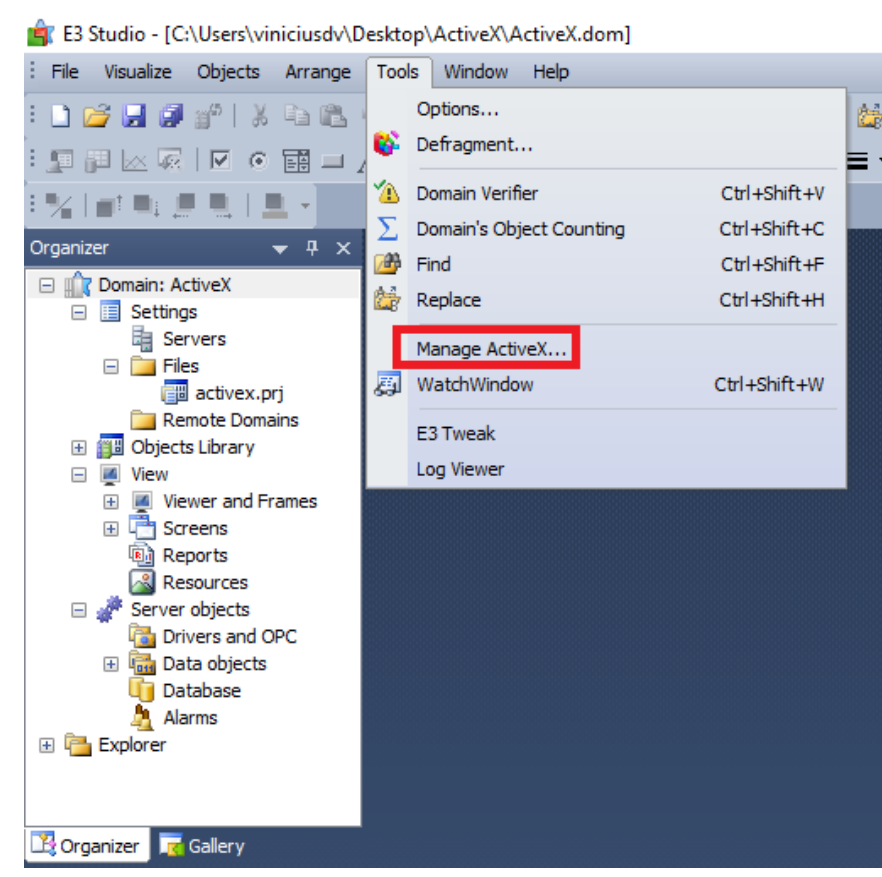 E3 Studio - [C:\Users\viniciusdv\Desktop\ActiveX\ActiveX.dom]
File Visualize Objects Arrange Tools Window Help
Options...
Defragment...
Domain Verifier Ctrl+Shift+V
Domain's Object Counting Ctrl+Shift+C
Find Ctrl+Shift+F
Replace Ctrl+Shift+H
Manage ActiveX...
WatchWindow Ctrl+Shift+W
E3 Tweak
Log Viewer
Organizer
Domain: ActiveX
Settings
Servers
Files
activex.prj
Remote Domains
Objects Library
View
Viewer and Frames
Screens
Reports
Resources
Server objects
Drivers and OPC
Data objects
Database
Alarms
Explorer
Organizer Gallery